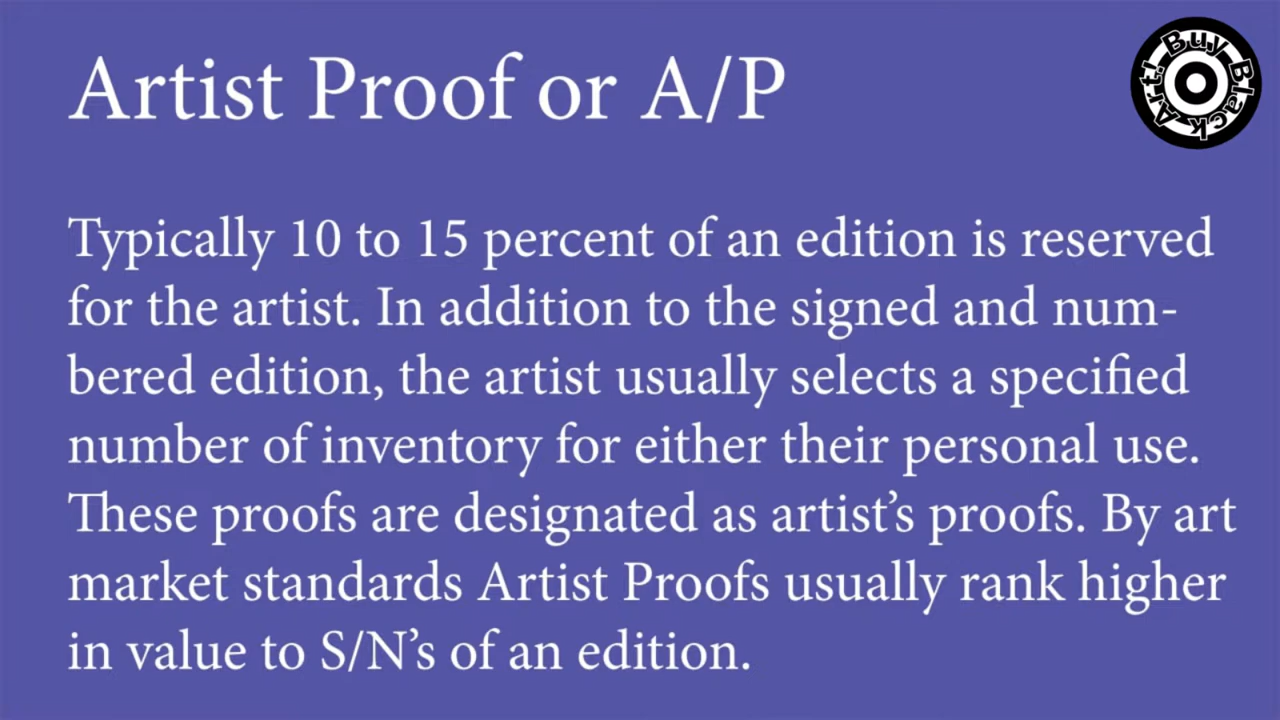 Artist Proof or A/P
Buy Black Art!
Typically 10 to 15 percent of an edition is reserved
for the artist. In addition to the signed and num-
bered edition, the artist usually selects a specified
number of inventory for either their personal use.
These proofs are designated as artist’s proofs. By art
market standards Artist Proofs usually rank higher
in value to S/N’s of an edition.